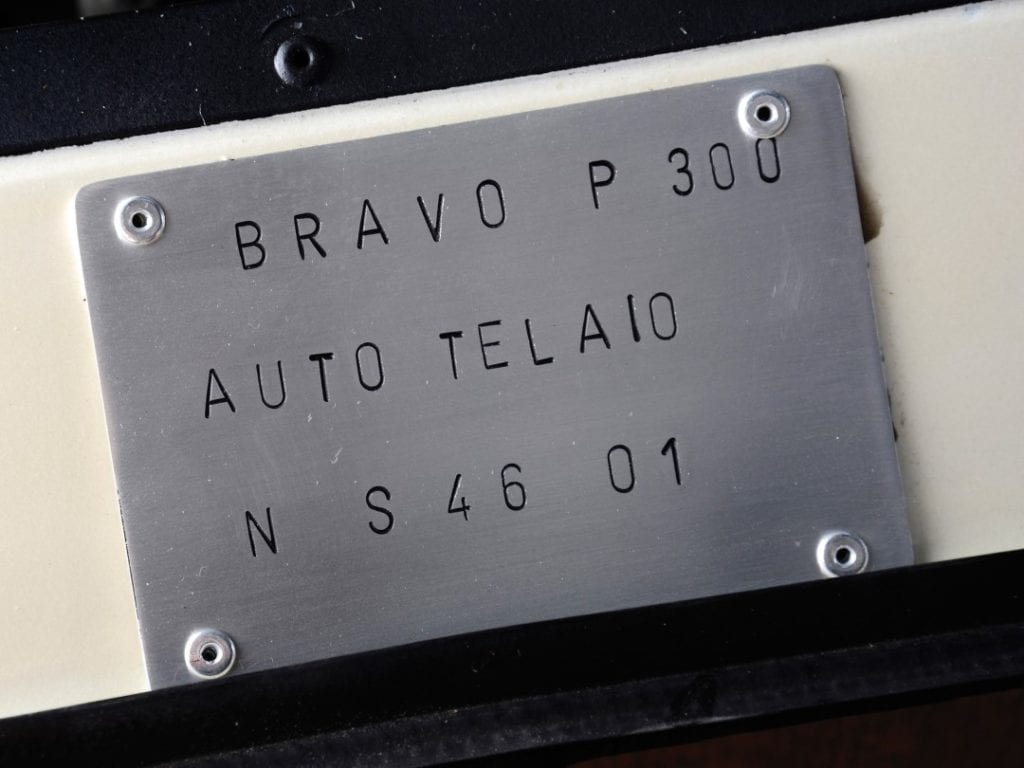 BRAVO P 300
AUTO TELAIO
N S 46 01